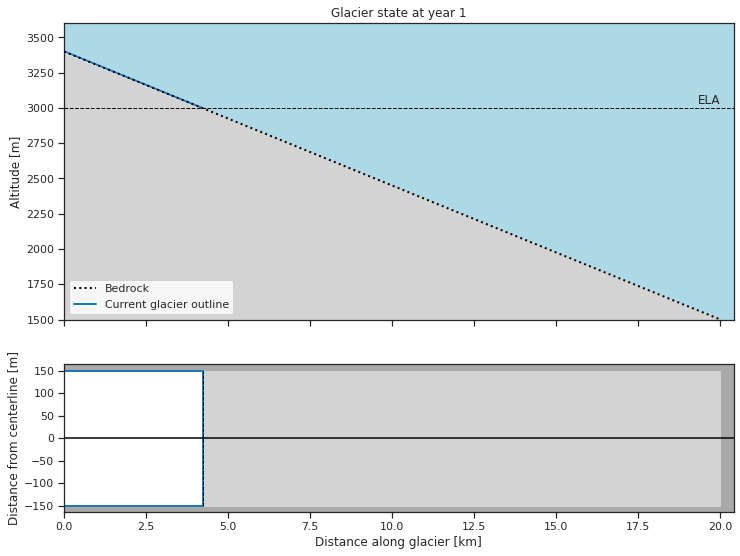 Glacier state at year 1
3500
3250
3000
2750
2500
2250
2000
1750
1500
Altitude [m]
ELA
Bedrock
Current glacier outline
150
100
50
0
−50
−100
−150
Distance from centerline [m]
0.0 2.5 5.0 7.5 10.0 12.5 15.0 17.5 20.0
Distance along glacier [km]